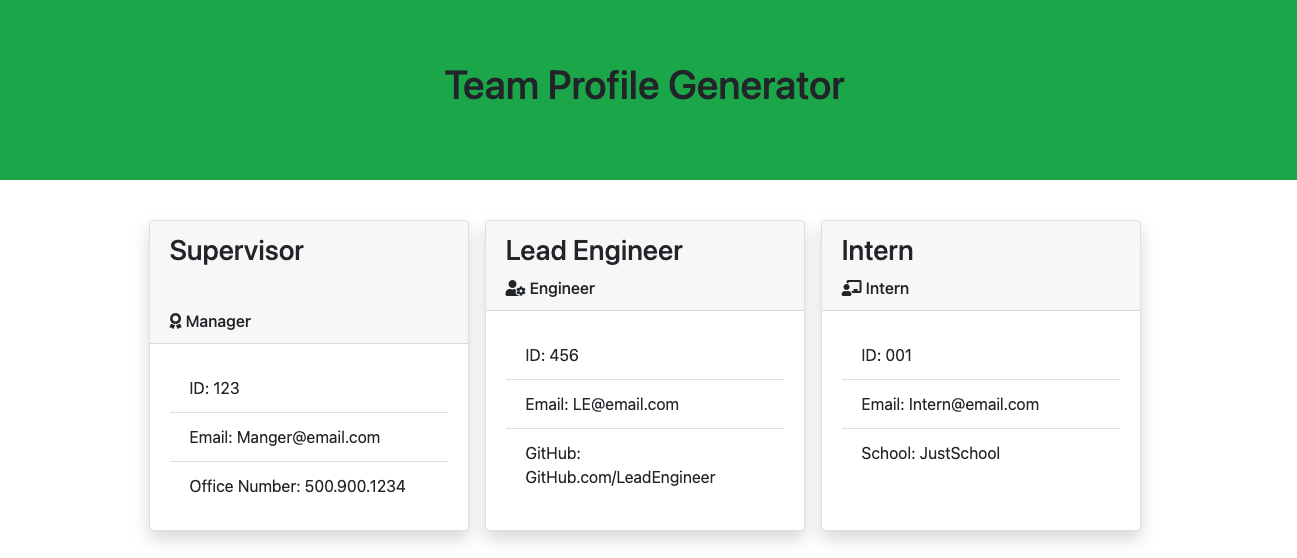 Team Profile Generator
Supervisor
Manager
ID: 123
Email: Manger@email.com
Office Number: 500.900.1234
Lead Engineer
Engineer
ID: 456
Email: LE@email.com
GitHub:
GitHub.com/LeadEngineer
Intern
Intern
ID: 001
Email: Intern@email.com
School: JustSchool